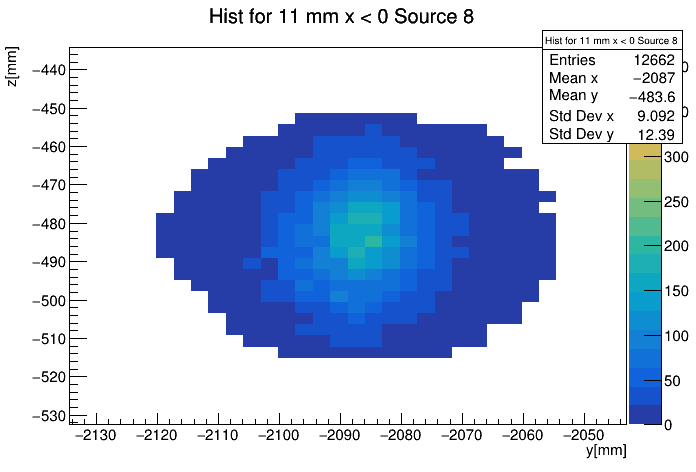 Hist for 11 mm x < 0 Source 8
z[mm]
−440
−450
−460
−470
−480
−490
−500
−510
−520
−530
−2130 −2120 −2110 −2100 −2090 −2080 −2070 −2060 −2050
y[mm]
Hist for 11 mm x < 0 Source 8
Entries 12662
Mean x −2087
Mean y −483.6
Std Dev x 9.092
Std Dev y 12.39
0
0
300
250
200
150
100
50
0